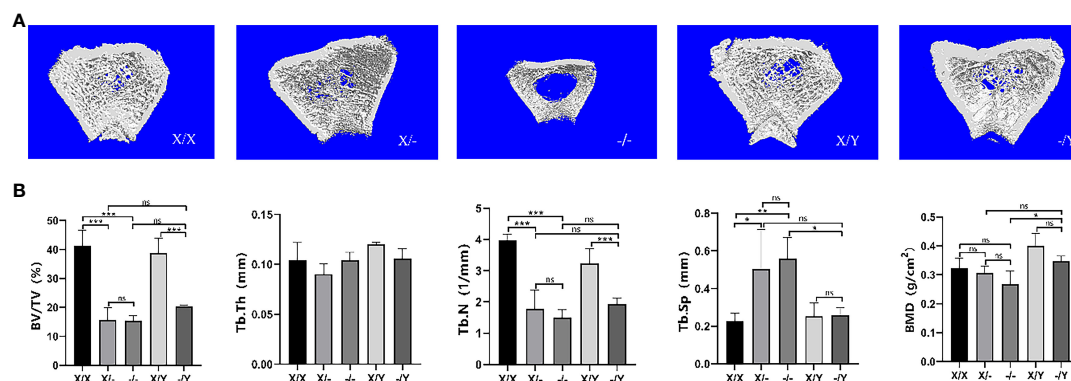 A
X/X
X/-
-/-
X/Y
-/Y
B
BV/TV (%)
60
50
40
30
20
10
0
ns
***
ns
***
***
ns
X/X X/- -/- X/Y -/Y
Tb.Th (mm)
0.15
0.10
0.05
0.00
X/X X/- -/- X/Y -/Y
Tb.N (1/mm)
5
4
3
2
1
0
***
***
ns
ns
***
ns
X/X X/- -/- X/Y -/Y
Tb.Sp (mm)
0.8
0.6
0.4
0.2
0.0
ns
**
*
ns
*
ns
X/X X/- -/- X/Y -/Y
BMD (g/cm²)
0.5
0.4
0.3
0.2
0.1
0.0
ns
*
ns
ns
ns
ns
X/X X/- -/- X/Y -/Y